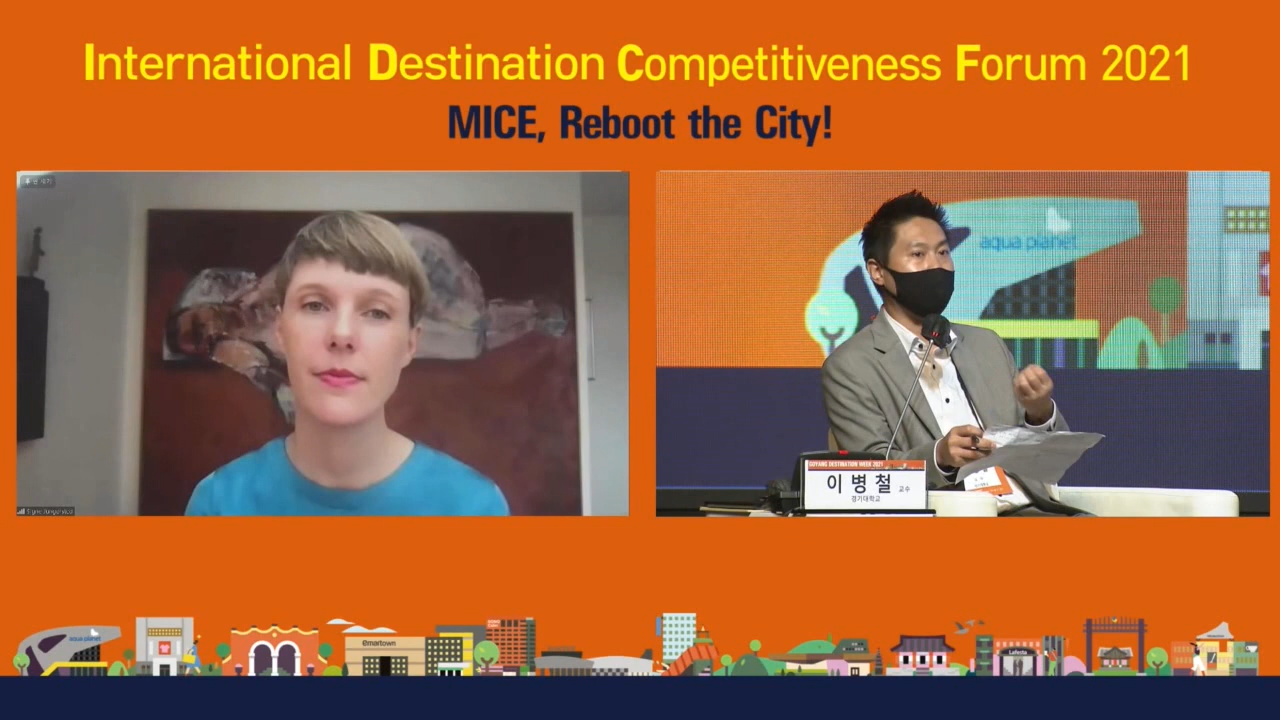 International Destination Competitiveness Forum 2021
MICE, Reboot the City!
aqua planet
GOYANG DESTINATION WEEK 2021
이병철 교수
경기대학교
aqua planet
emartown
Lafesta